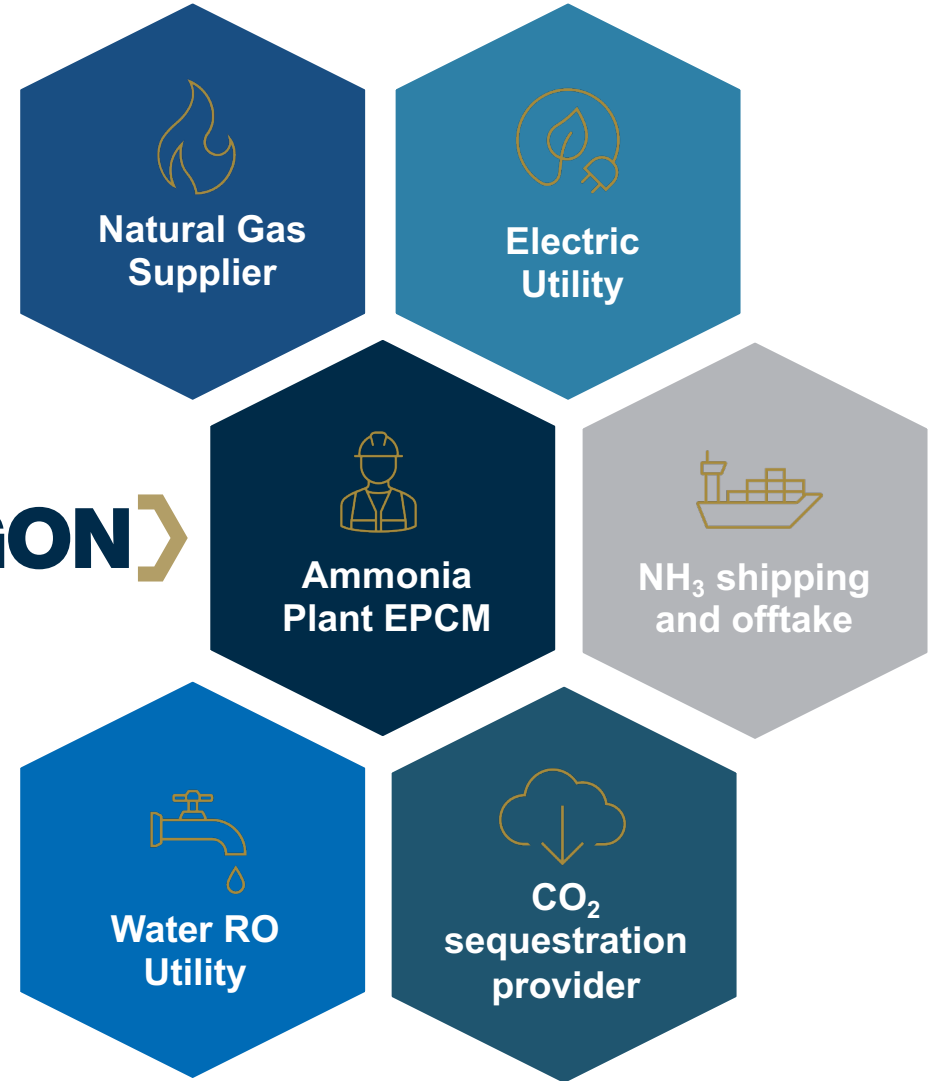 Natural Gas
Supplier
Electric
Utility
GON
Ammonia
Plant EPCM
NH₃ shipping
and offtake
Water RO
Utility
CO₂
sequestration
provider